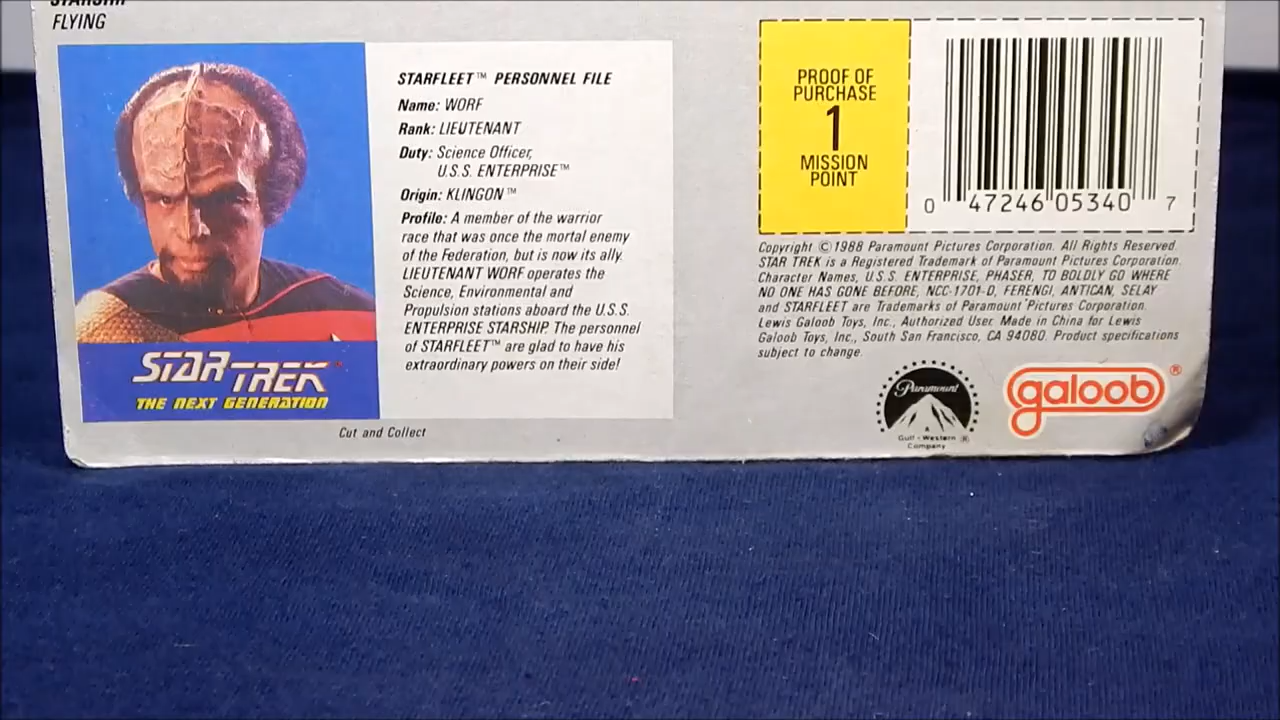 STARSHIP
FLYING
STARFLEET™ PERSONNEL FILE
Name: WORF
Rank: LIEUTENANT
Duty: Science Officer,
U.S.S. ENTERPRISE™
Origin: KLINGON™
Profile: A member of the warrior
race that was once the mortal enemy
of the Federation, but is now its ally.
LIEUTENANT WORF operates the
Science, Environmental and
Propulsion stations aboard the U.S.S.
ENTERPRISE STARSHIP. The personnel
of STARFLEET™ are glad to have his
extraordinary powers on their side!
STAR TREK
THE NEXT GENERATION
Cut and Collect
PROOF OF
PURCHASE
1
MISSION
POINT
0 47246 05340 7
Copyright ©1988 Paramount Pictures Corporation. All Rights Reserved.
STAR TREK is a Registered Trademark of Paramount Pictures Corporation.
Character Names, U.S.S. ENTERPRISE, PHASER, TO BOLDLY GO WHERE
NO ONE HAS GONE BEFORE, NCC-1701-D, FERENGI, ANTICAN, SELAY
and STARFLEET are Trademarks of Paramount Pictures Corporation.
Lewis Galoob Toys, Inc., Authorized User. Made in China for Lewis
Galoob Toys, Inc., South San Francisco, CA 94080. Product specifications
subject to change.
Paramount
A
Gulf + Western ®
Company
galoob®